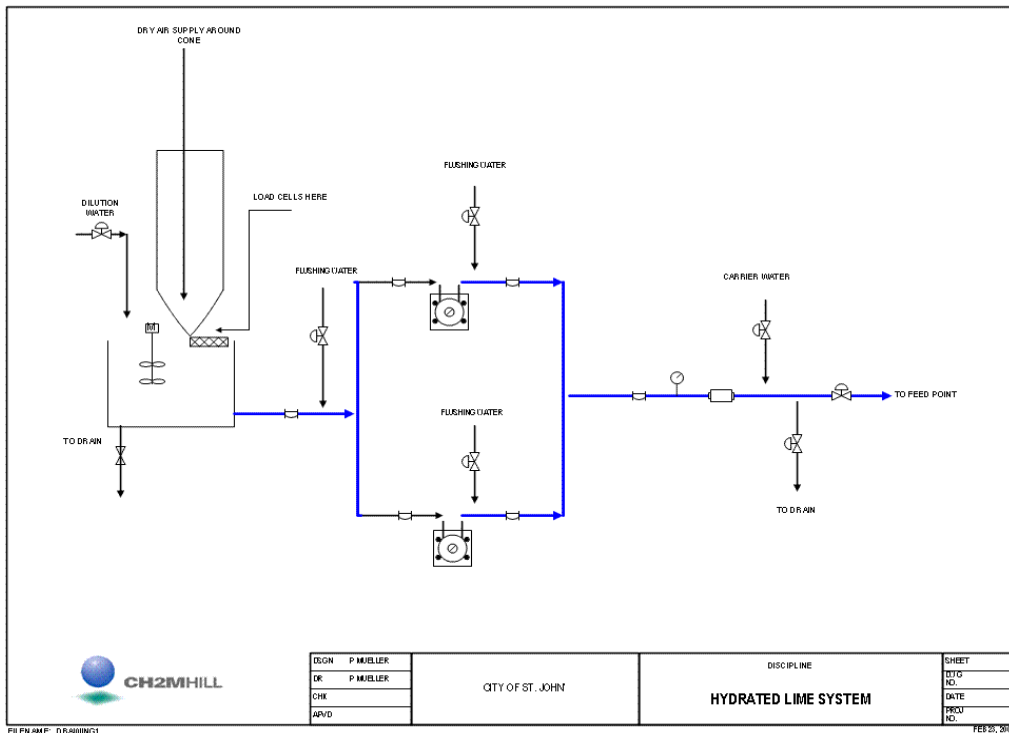 DRY AIR SUPPLY AROUND
CONE
FLUSHING WATER
LOAD CELLS HERE
DILUTION
WATER
FLUSHING WATER
CARRIER WATER
M
TO FEED POINT
FLUSHING WATER
TO DRAIN
TO DRAIN
CH2MHILL
DSGN P MUELLER
DR P MUELLER
CHK
APVD
CITY OF ST. JOHN'
DISCIPLINE
HYDRATED LIME SYSTEM
SHEET
DWG
NO.
DATE
PROJ
NO.
FILENAME: DRAWING1
FEB 23,